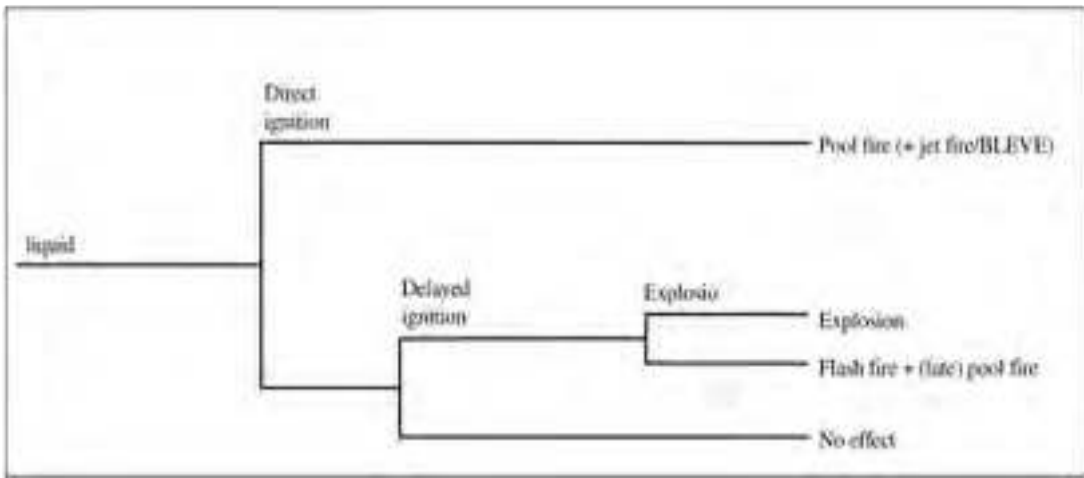 Direct
ignition
Pool fire (+ jet fire/BLEVE)
liquid
Delayed
ignition
Explosio
Explosion
Flash fire + (late) pool fire
No effect